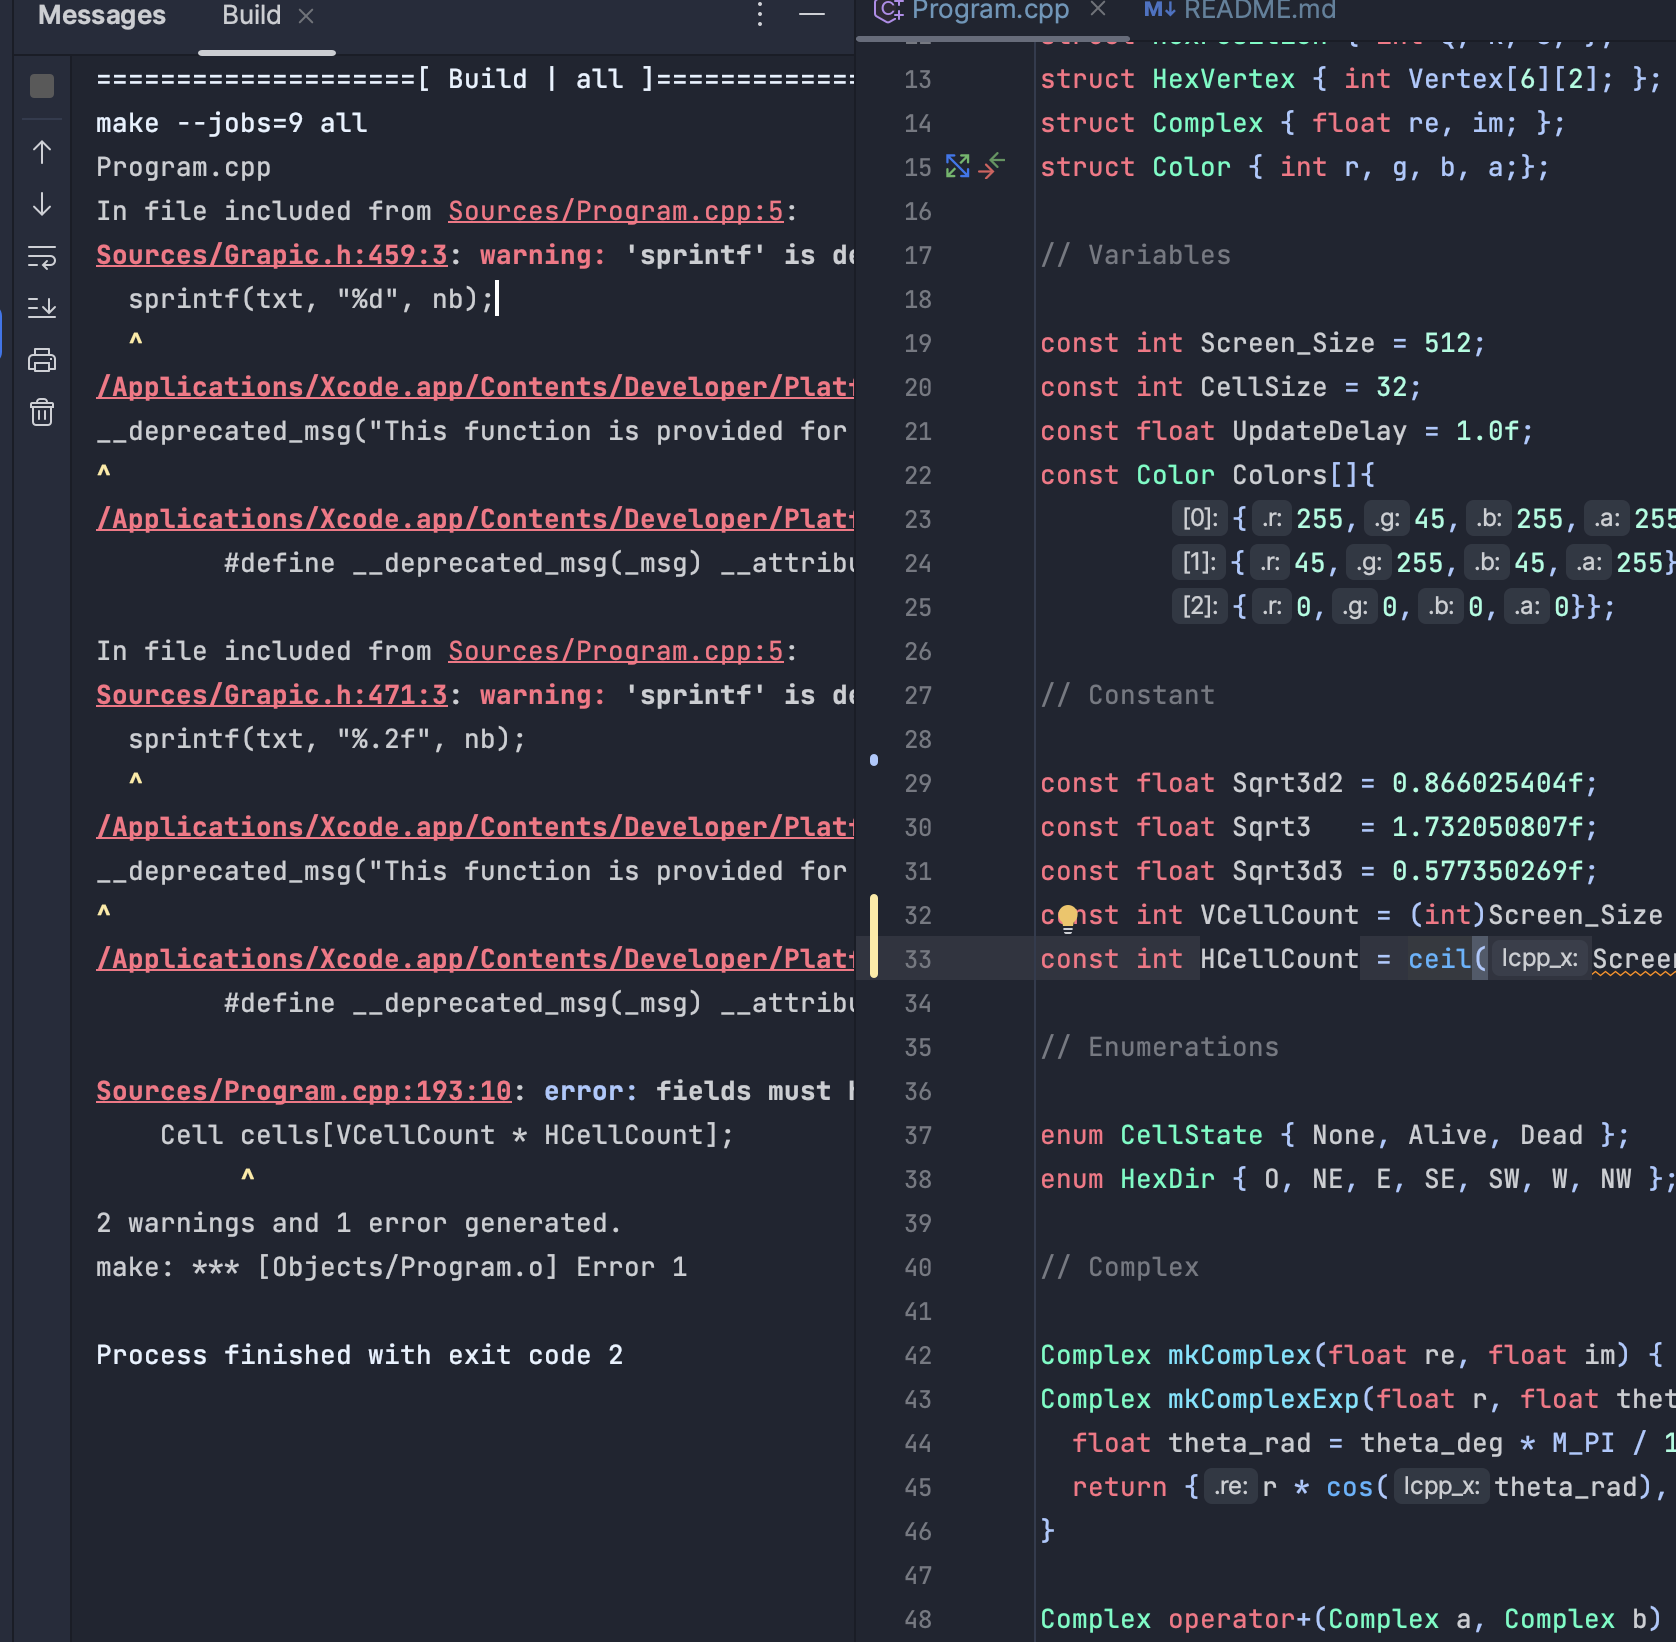 Messages
Build
====================[ Build | all ]=============
make --jobs=9 all
Program.cpp
In file included from Sources/Program.cpp:5:
Sources/Grapic.h:459:3: warning: 'sprintf' is de
  sprintf(txt, "%d", nb);
  ^
/Applications/Xcode.app/Contents/Developer/Platf
__deprecated_msg("This function is provided for
^
/Applications/Xcode.app/Contents/Developer/Platf
        #define __deprecated_msg(_msg) __attribu
In file included from Sources/Program.cpp:5:
Sources/Grapic.h:471:3: warning: 'sprintf' is de
  sprintf(txt, "%.2f", nb);
  ^
/Applications/Xcode.app/Contents/Developer/Platf
__deprecated_msg("This function is provided for
^
/Applications/Xcode.app/Contents/Developer/Platf
        #define __deprecated_msg(_msg) __attribu
Sources/Program.cpp:193:10: error: fields must h
    Cell cells[VCellCount * HCellCount];
         ^
2 warnings and 1 error generated.
make: *** [Objects/Program.o] Error 1
Process finished with exit code 2
Program.cpp
M↓ README.md
13 struct HexVertex { int Vertex[6][2]; };
14 struct Complex { float re, im; };
15 struct Color { int r, g, b, a;};
16
17 // Variables
18
19 const int Screen_Size = 512;
20 const int CellSize = 32;
21 const float UpdateDelay = 1.0f;
22 const Color Colors[]{
23 [0]: { .r: 255, .g: 45, .b: 255, .a: 255
24 [1]: { .r: 45, .g: 255, .b: 45, .a: 255}
25 [2]: { .r: 0, .g: 0, .b: 0, .a: 0}};
26
27 // Constant
28
29 const float Sqrt3d2 = 0.866025404f;
30 const float Sqrt3   = 1.732050807f;
31 const float Sqrt3d3 = 0.577350269f;
32 const int VCellCount = (int)Screen_Size
33 const int HCellCount = ceil( lcpp_x: Screen
34
35 // Enumerations
36
37 enum CellState { None, Alive, Dead };
38 enum HexDir { O, NE, E, SE, SW, W, NW };
39
40 // Complex
41
42 Complex mkComplex(float re, float im) {
43 Complex mkComplexExp(float r, float thet
44   float theta_rad = theta_deg * M_PI / 1
45   return { .re: r * cos( lcpp_x: theta_rad),
46 }
47
48 Complex operator+(Complex a, Complex b)